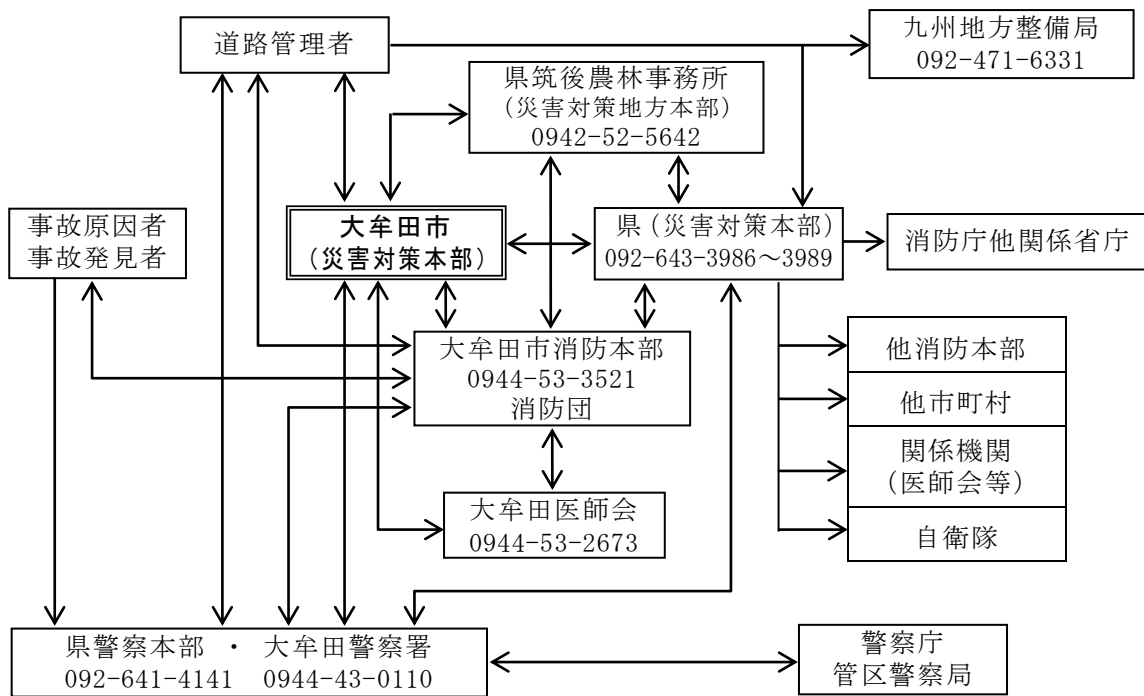 道路管理者
九州地方整備局
092-471-6331
県筑後農林事務所
(災害対策地方本部)
0942-52-5642
事故原因者
事故発見者
大牟田市
(災害対策本部)
県(災害対策本部)
092-643-3986～3989
消防庁他関係省庁
大牟田市消防本部
0944-53-3521
消防団
他消防本部
他市町村
関係機関
(医師会等)
自衛隊
大牟田医師会
0944-53-2673
県警察本部 ・ 大牟田警察署
092-641-4141 0944-43-0110
警察庁
管区警察局